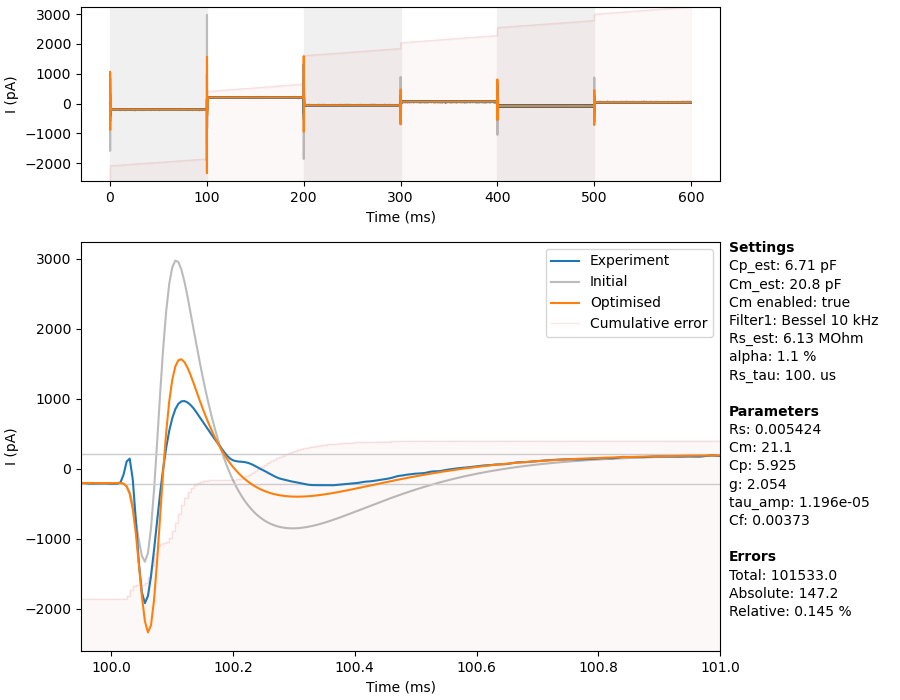 3000
2000
1000
0
−1000
−2000
I (pA)
0 100 200 300 400 500 600
Time (ms)
3000
2000
1000
0
−1000
−2000
I (pA)
Experiment
Initial
Optimised
Cumulative error
100.0 100.2 100.4 100.6 100.8 101.0
Time (ms)
Settings
Cp_est: 6.71 pF
Cm_est: 20.8 pF
Cm enabled: true
Filter1: Bessel 10 kHz
Rs_est: 6.13 MOhm
alpha: 1.1 %
Rs_tau: 100. us
Parameters
Rs: 0.005424
Cm: 21.1
Cp: 5.925
g: 2.054
tau_amp: 1.196e-05
Cf: 0.00373
Errors
Total: 101533.0
Absolute: 147.2
Relative: 0.145 %